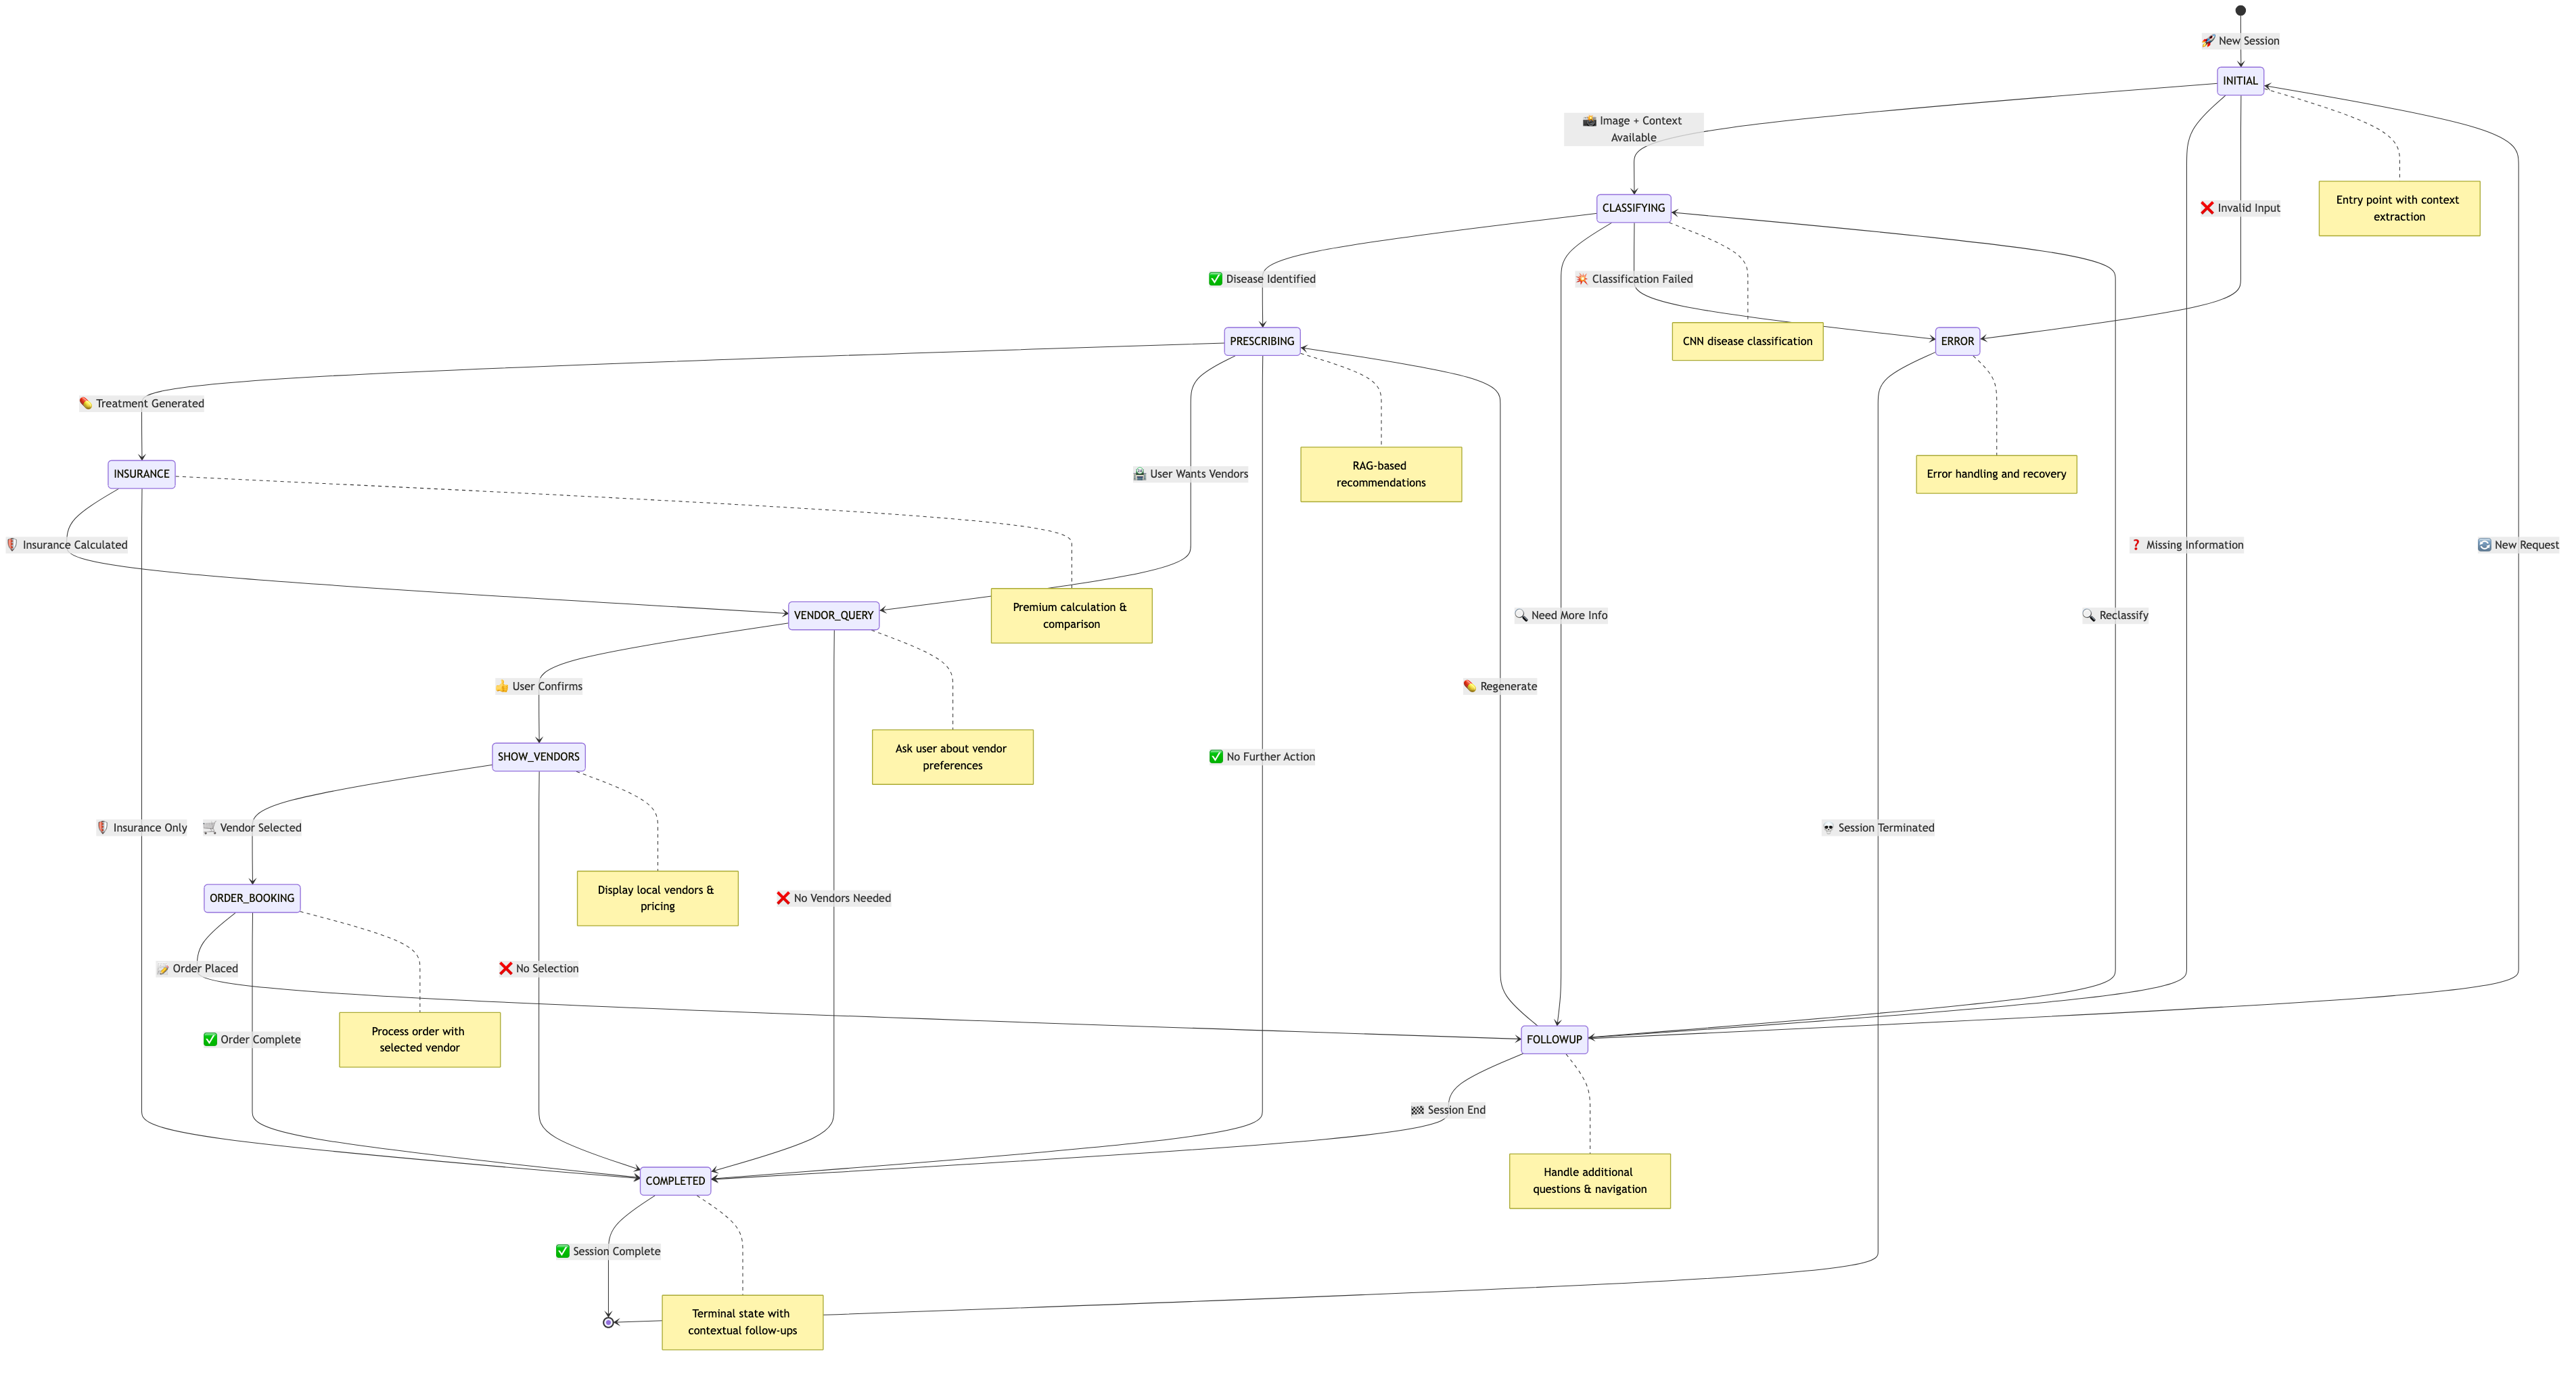 🚀 New Session
INITIAL
📸 Image + Context
Available
Entry point with context
extraction
❌ Invalid Input
CLASSIFYING
✅ Disease Identified
💥 Classification Failed
PRESCRIBING
CNN disease classification
ERROR
💊 Treatment Generated
INSURANCE
🏪 User Wants Vendors
RAG-based
recommendations
Error handling and recovery
🛡️ Insurance Calculated
❓ Missing Information
🔄 New Request
VENDOR_QUERY
Premium calculation &
comparison
🔍 Need More Info
🔍 Reclassify
👍 User Confirms
💊 Regenerate
SHOW_VENDORS
Ask user about vendor
preferences
✅ No Further Action
🛡️ Insurance Only
🛒 Vendor Selected
💀 Session Terminated
ORDER_BOOKING
Display local vendors &
pricing
❌ No Vendors Needed
📝 Order Placed
❌ No Selection
✅ Order Complete
Process order with
selected vendor
FOLLOWUP
🏁 Session End
COMPLETED
Handle additional
questions & navigation
✅ Session Complete
Terminal state with
contextual follow-ups